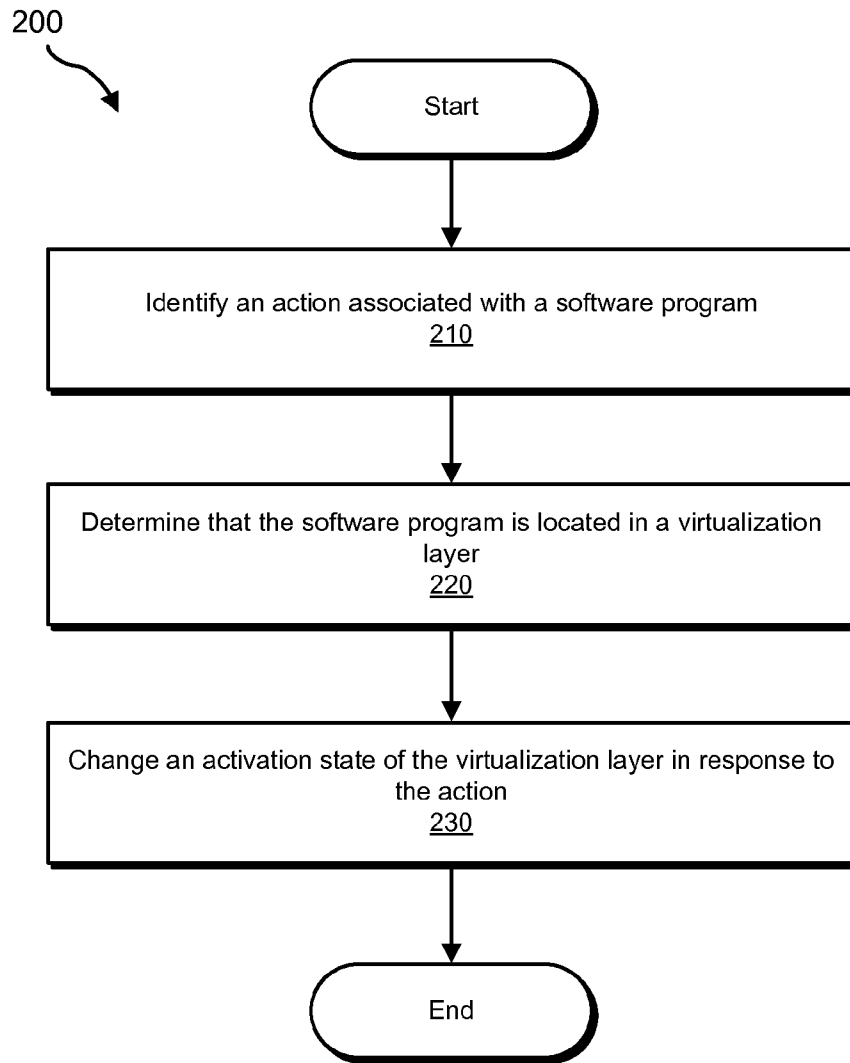 200
Start
Identify an action associated with a software program
210
Determine that the software program is located in a virtualization
layer
220
Change an activation state of the virtualization layer in response to
the action
230
End